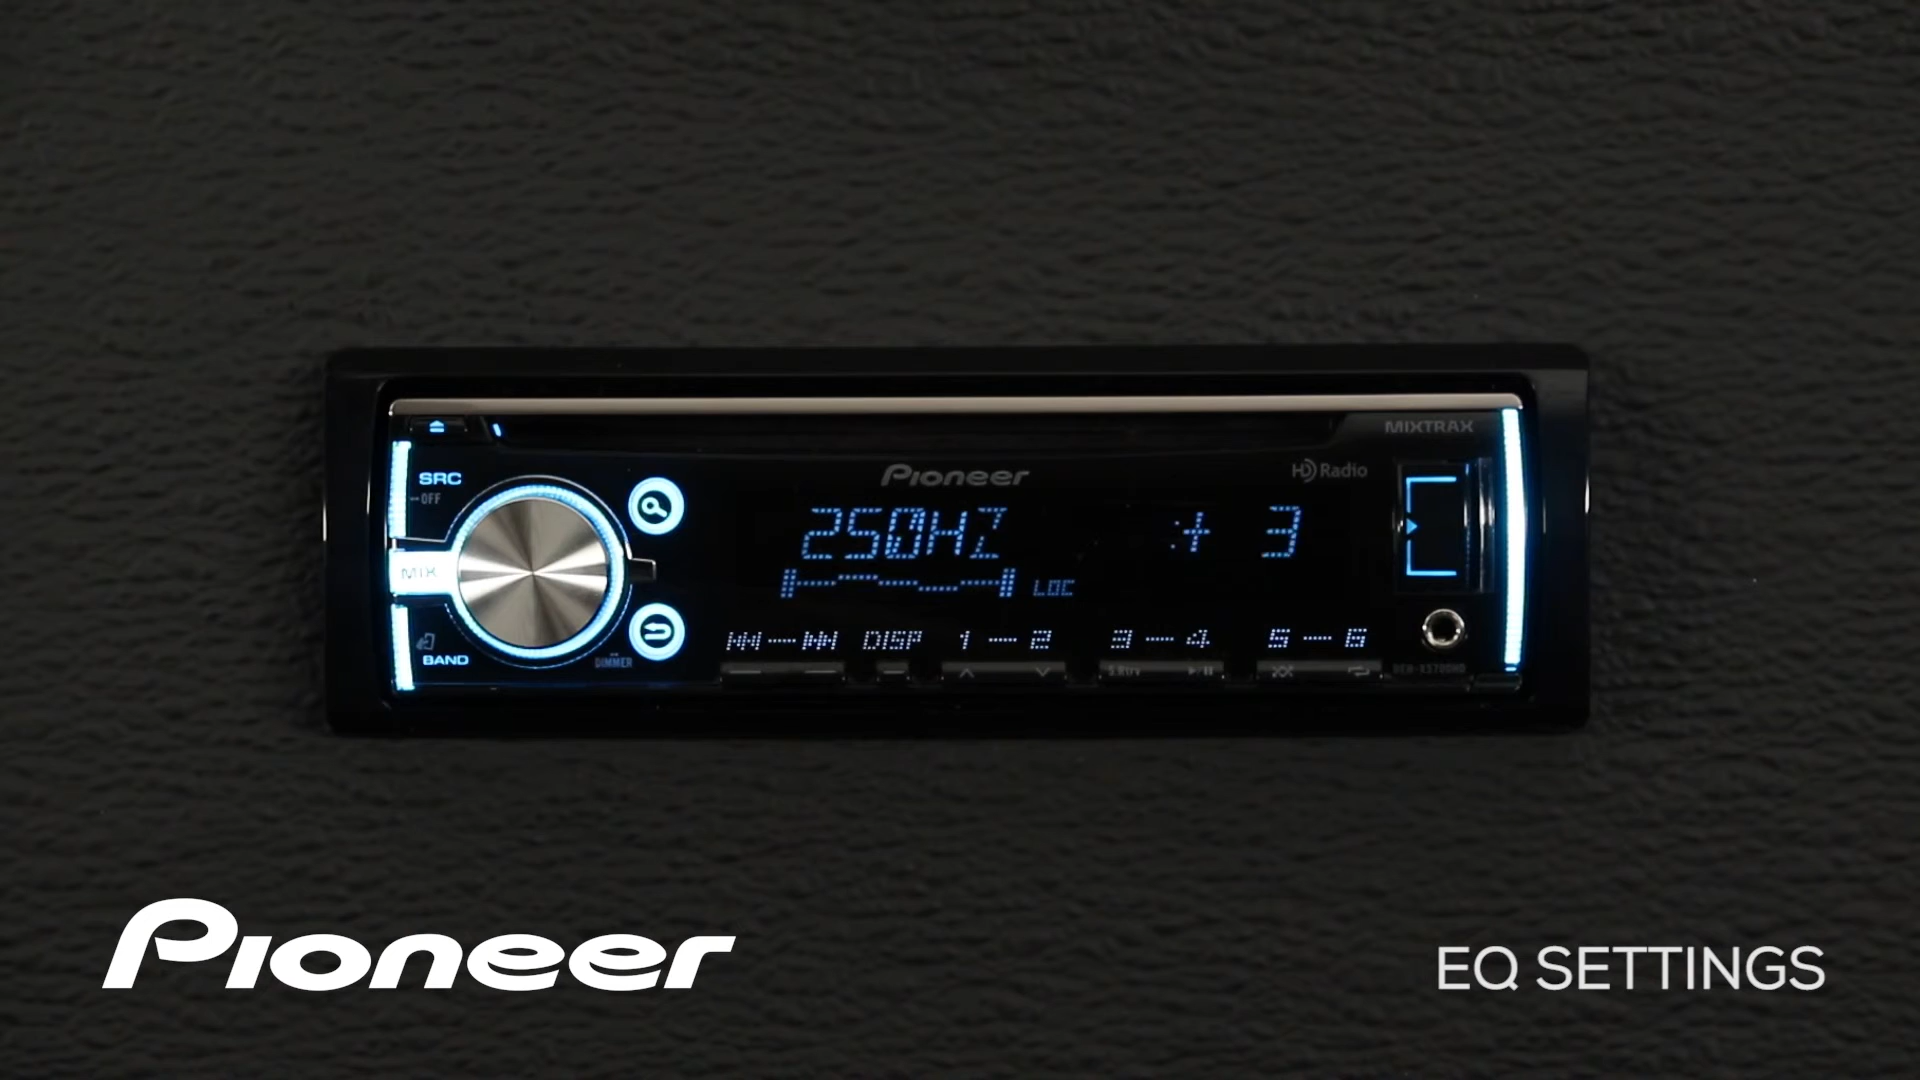 MIXTRAX
SRC
OFF
Pioneer
HD Radio
250HZ + 3
MIX
LOC
BAND
DIMMER
DISP 1 2 3 4 5 6
S.Rtrv
Pioneer
EQ SETTINGS